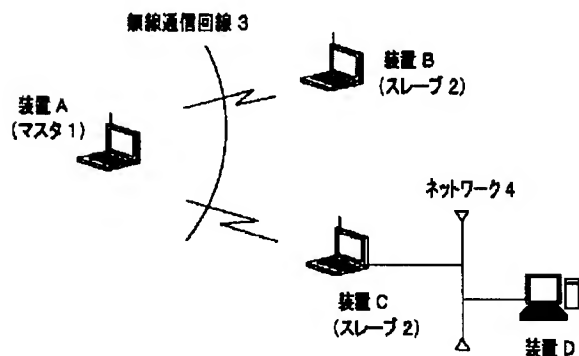 無線通信回線 3
装置 B
(スレーブ 2)
装置 A
(マスタ 1)
ネットワーク 4
装置 C
(スレーブ 2)
装置 D